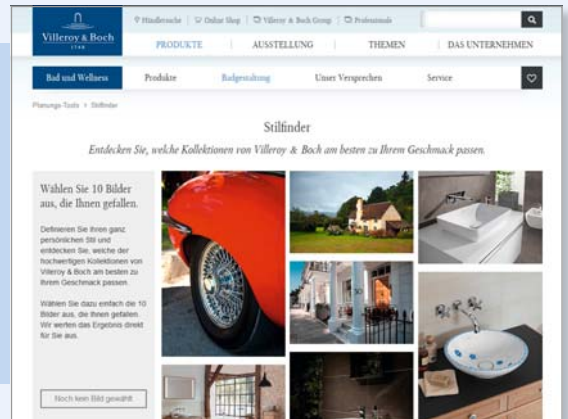 Villeroy & Boch
1748
Händlersuche
Online Shop
Villeroy & Boch Group
Professionals
PRODUKTE
AUSSTELLUNG
THEMEN
DAS UNTERNEHMEN
Bad und Wellness
Produkte
Badgestaltung
Unser Versprechen
Service
Planungs-Tools > Stilfinder
Stilfinder
Entdecken Sie, welche Kollektionen von Villeroy & Boch am besten zu Ihrem Geschmack passen.
Wählen Sie 10 Bilder
aus, die Ihnen gefallen.
Definieren Sie Ihren ganz
persönlichen Stil und
entdecken Sie, welche der
hochwertigen Kollektionen von
Villeroy & Boch am besten zu
Ihrem Geschmack passen.
Wählen Sie dazu einfach die 10
Bilder aus, die Ihnen gefallen.
Wir werten das Ergebnis direkt
für Sie aus.
Noch kein Bild gewählt